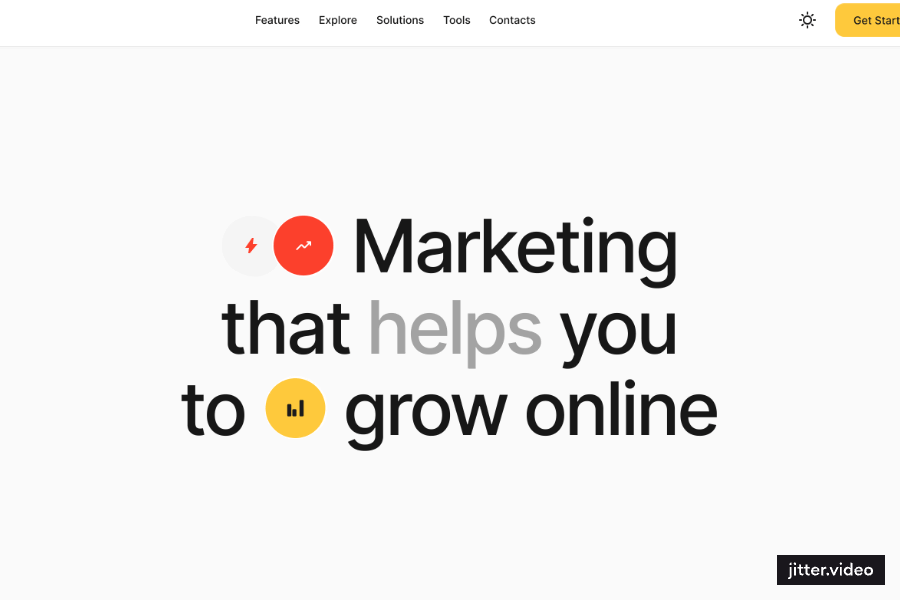 Features Explore Solutions Tools Contacts Get Start
Marketing
that helps you
to grow online
jitter.video